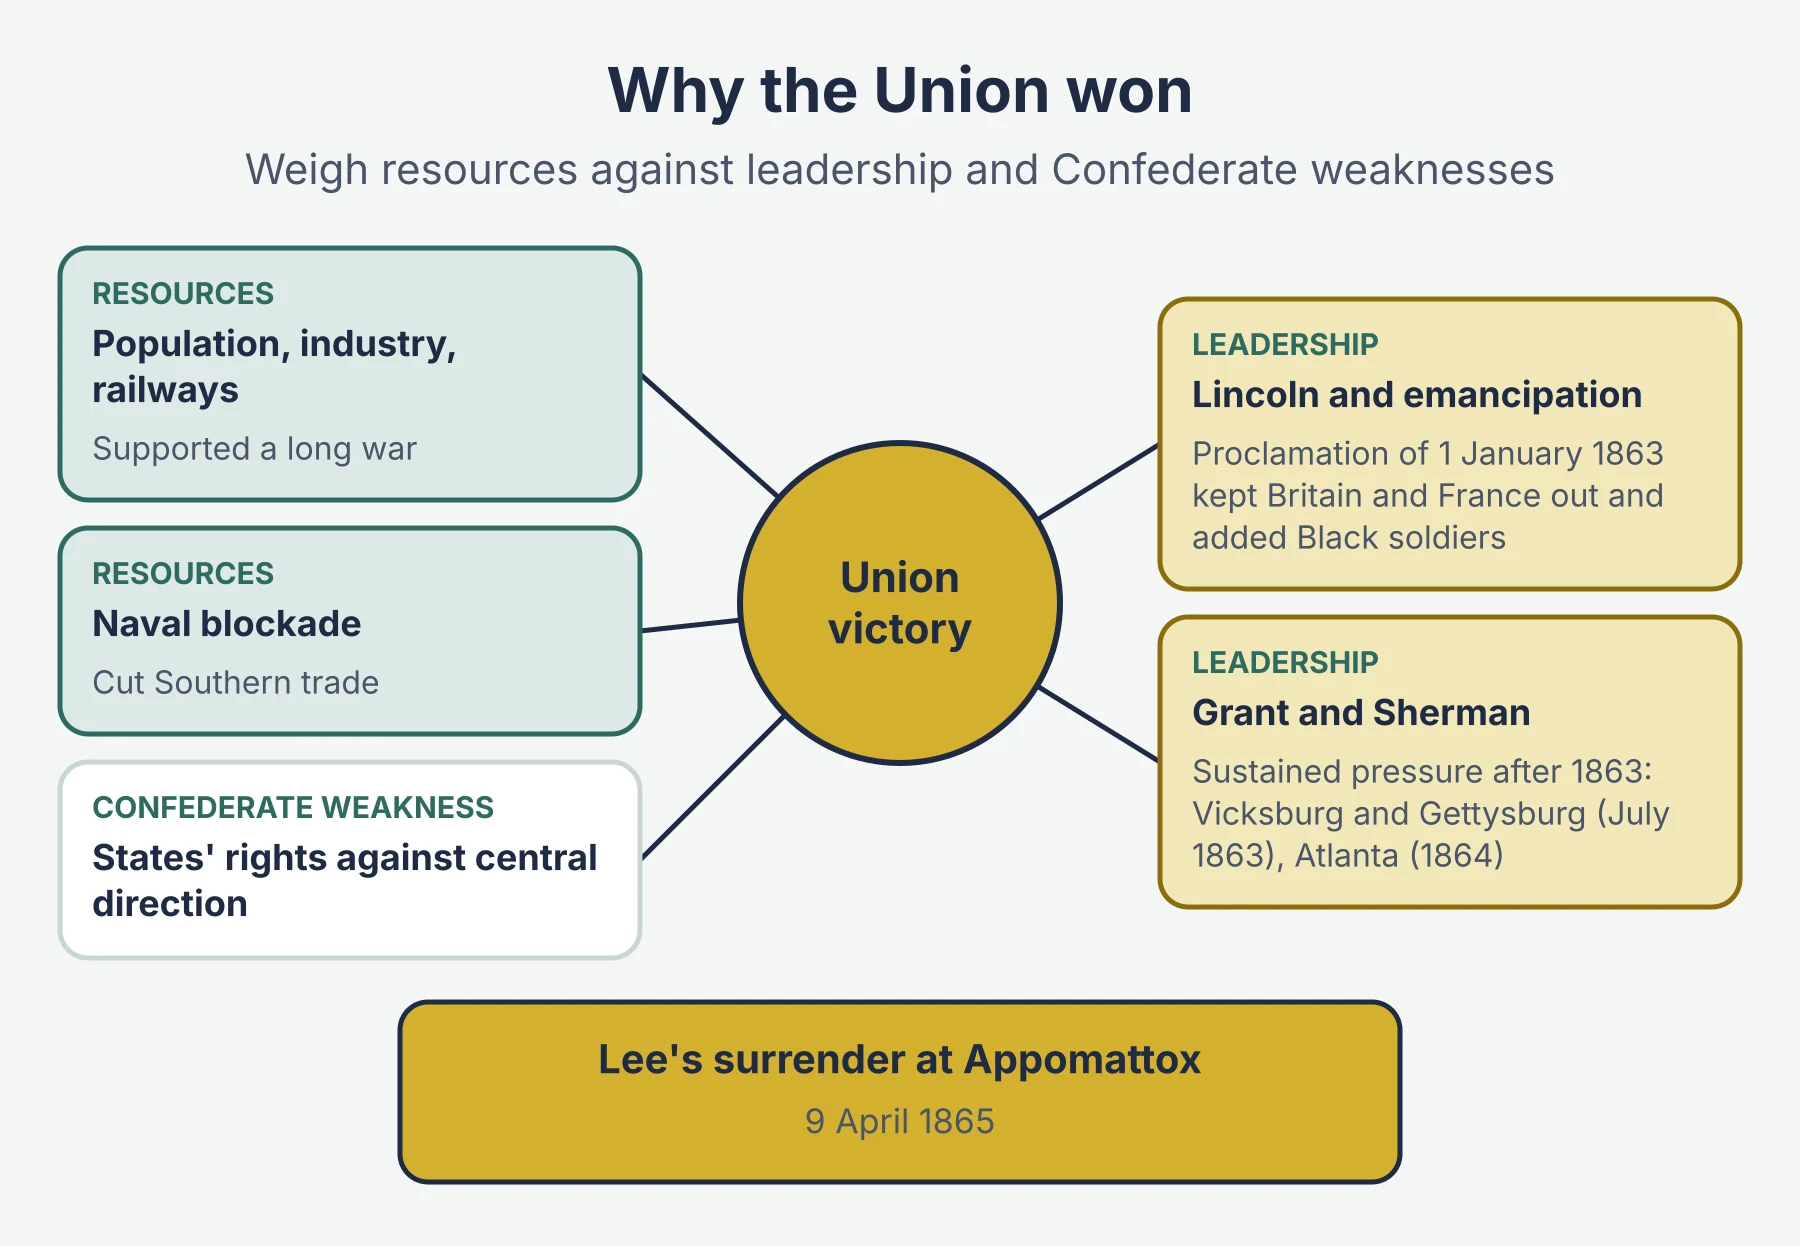 Why the Union won
Weigh resources against leadership and Confederate weaknesses
RESOURCES
Population, industry,
railways
Supported a long war
RESOURCES
Naval blockade
Cut Southern trade
CONFEDERATE WEAKNESS
States' rights against central
direction
Union
victory
LEADERSHIP
Lincoln and emancipation
Proclamation of 1 January 1863
kept Britain and France out and
added Black soldiers
LEADERSHIP
Grant and Sherman
Sustained pressure after 1863:
Vicksburg and Gettysburg (July
1863), Atlanta (1864)
Lee's surrender at Appomattox
9 April 1865